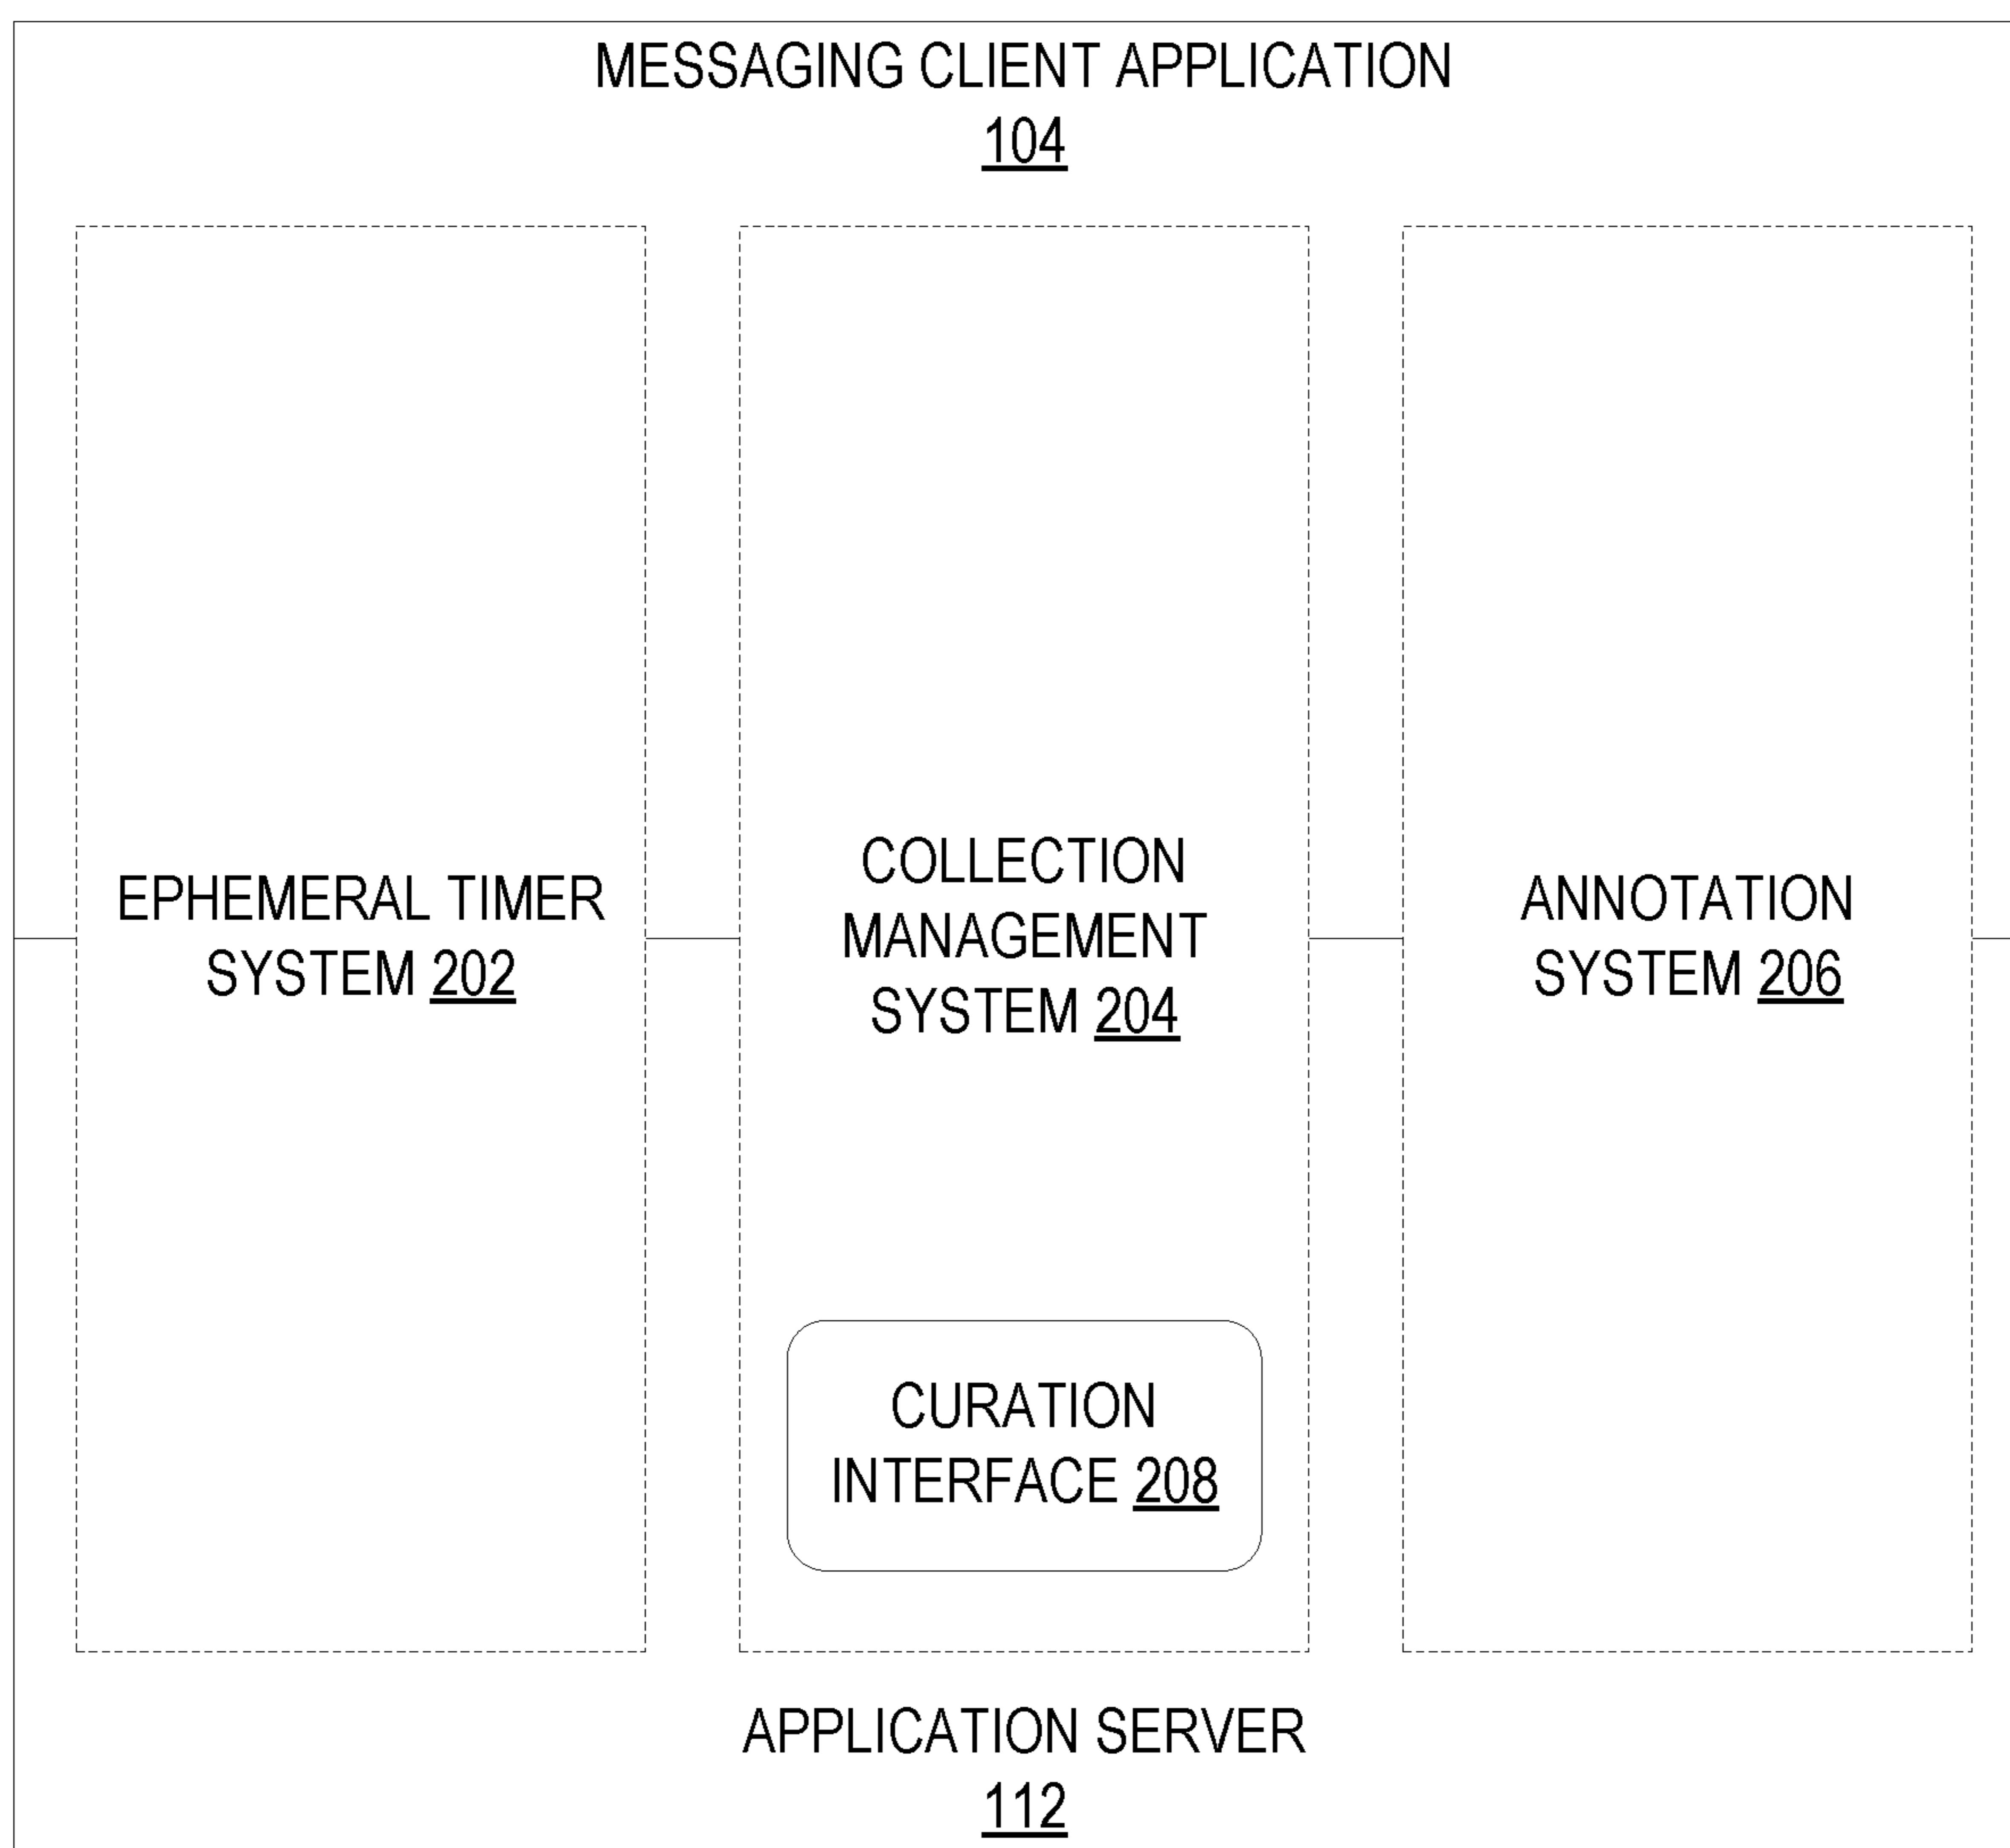 MESSAGING CLIENT APPLICATION
104
EPHEMERAL TIMER
SYSTEM 202
COLLECTION
MANAGEMENT
SYSTEM 204
ANNOTATION
SYSTEM 206
CURATION
INTERFACE 208
APPLICATION SERVER
112